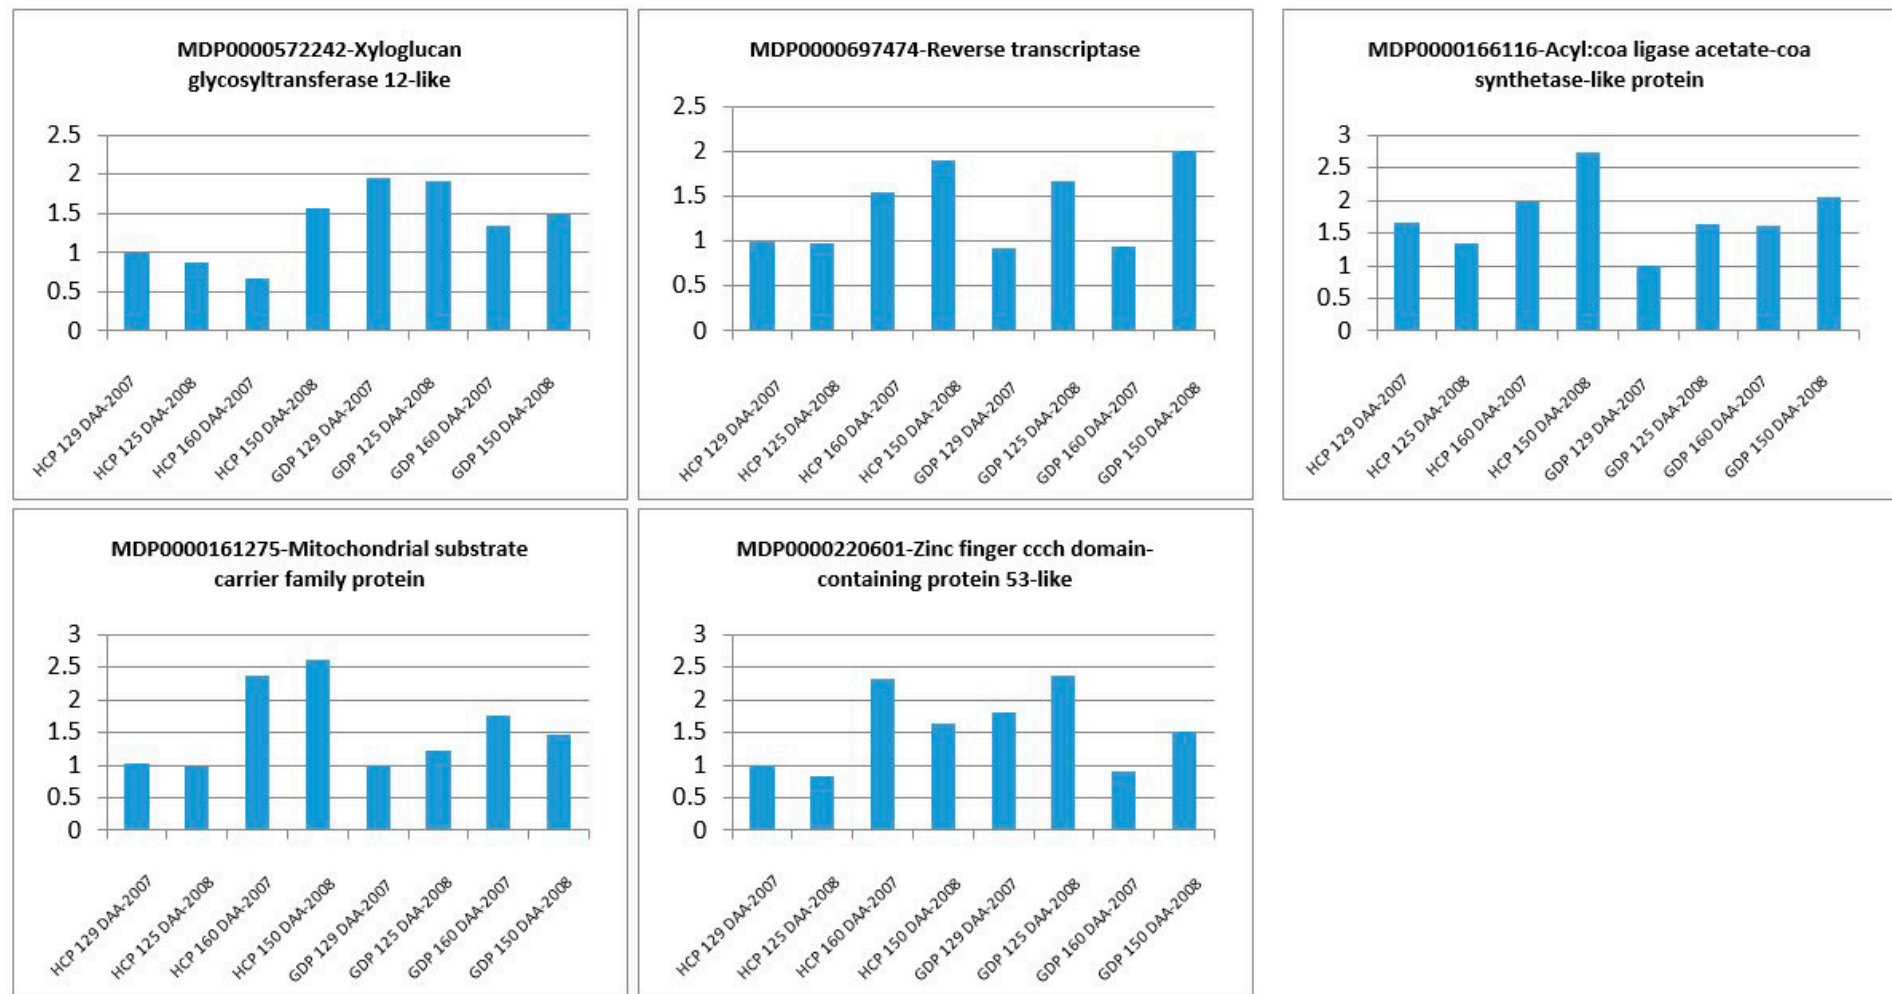 MDP0000572242-Xyloglucan
glycosyltransferase 12-like
2.5
2
1.5
1
0.5
0
HCP 129 DAA-2007
HCP 125 DAA-2008
HCP 160 DAA-2007
HCP 150 DAA-2008
GDP 129 DAA-2007
GDP 125 DAA-2008
GDP 160 DAA-2007
GDP 150 DAA-2008
MDP0000697474-Reverse transcriptase
2.5
2
1.5
1
0.5
0
HCP 129 DAA-2007
HCP 125 DAA-2008
HCP 160 DAA-2007
HCP 150 DAA-2008
GDP 129 DAA-2007
GDP 125 DAA-2008
GDP 160 DAA-2007
GDP 150 DAA-2008
MDP0000166116-Acyl:coa ligase acetate-coa
synthetase-like protein
3
2.5
2
1.5
1
0.5
0
HCP 129 DAA-2007
HCP 125 DAA-2008
HCP 160 DAA-2007
HCP 150 DAA-2008
GDP 129 DAA-2007
GDP 125 DAA-2008
GDP 160 DAA-2007
GDP 150 DAA-2008
MDP0000161275-Mitochondrial substrate
carrier family protein
3
2.5
2
1.5
1
0.5
0
HCP 129 DAA-2007
HCP 125 DAA-2008
HCP 160 DAA-2007
HCP 150 DAA-2008
GDP 129 DAA-2007
GDP 125 DAA-2008
GDP 160 DAA-2007
GDP 150 DAA-2008
MDP0000220601-Zinc finger ccch domain-
containing protein 53-like
3
2.5
2
1.5
1
0.5
0
HCP 129 DAA-2007
HCP 125 DAA-2008
HCP 160 DAA-2007
HCP 150 DAA-2008
GDP 129 DAA-2007
GDP 125 DAA-2008
GDP 160 DAA-2007
GDP 150 DAA-2008